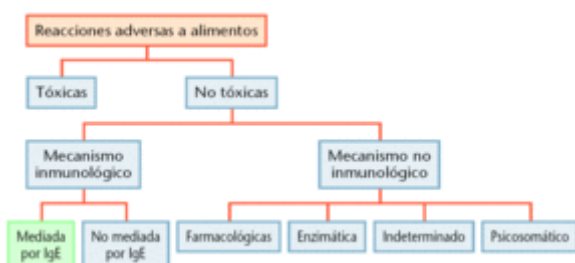 Reacciones adversas a alimentos
Tóxicas
No tóxicas
Mecanismo
inmunológico
Mecanismo no
inmunológico
Mediada
por IgE
No mediada
por IgE
Farmacológicas
Enzimática
Indeterminado
Psicosomático